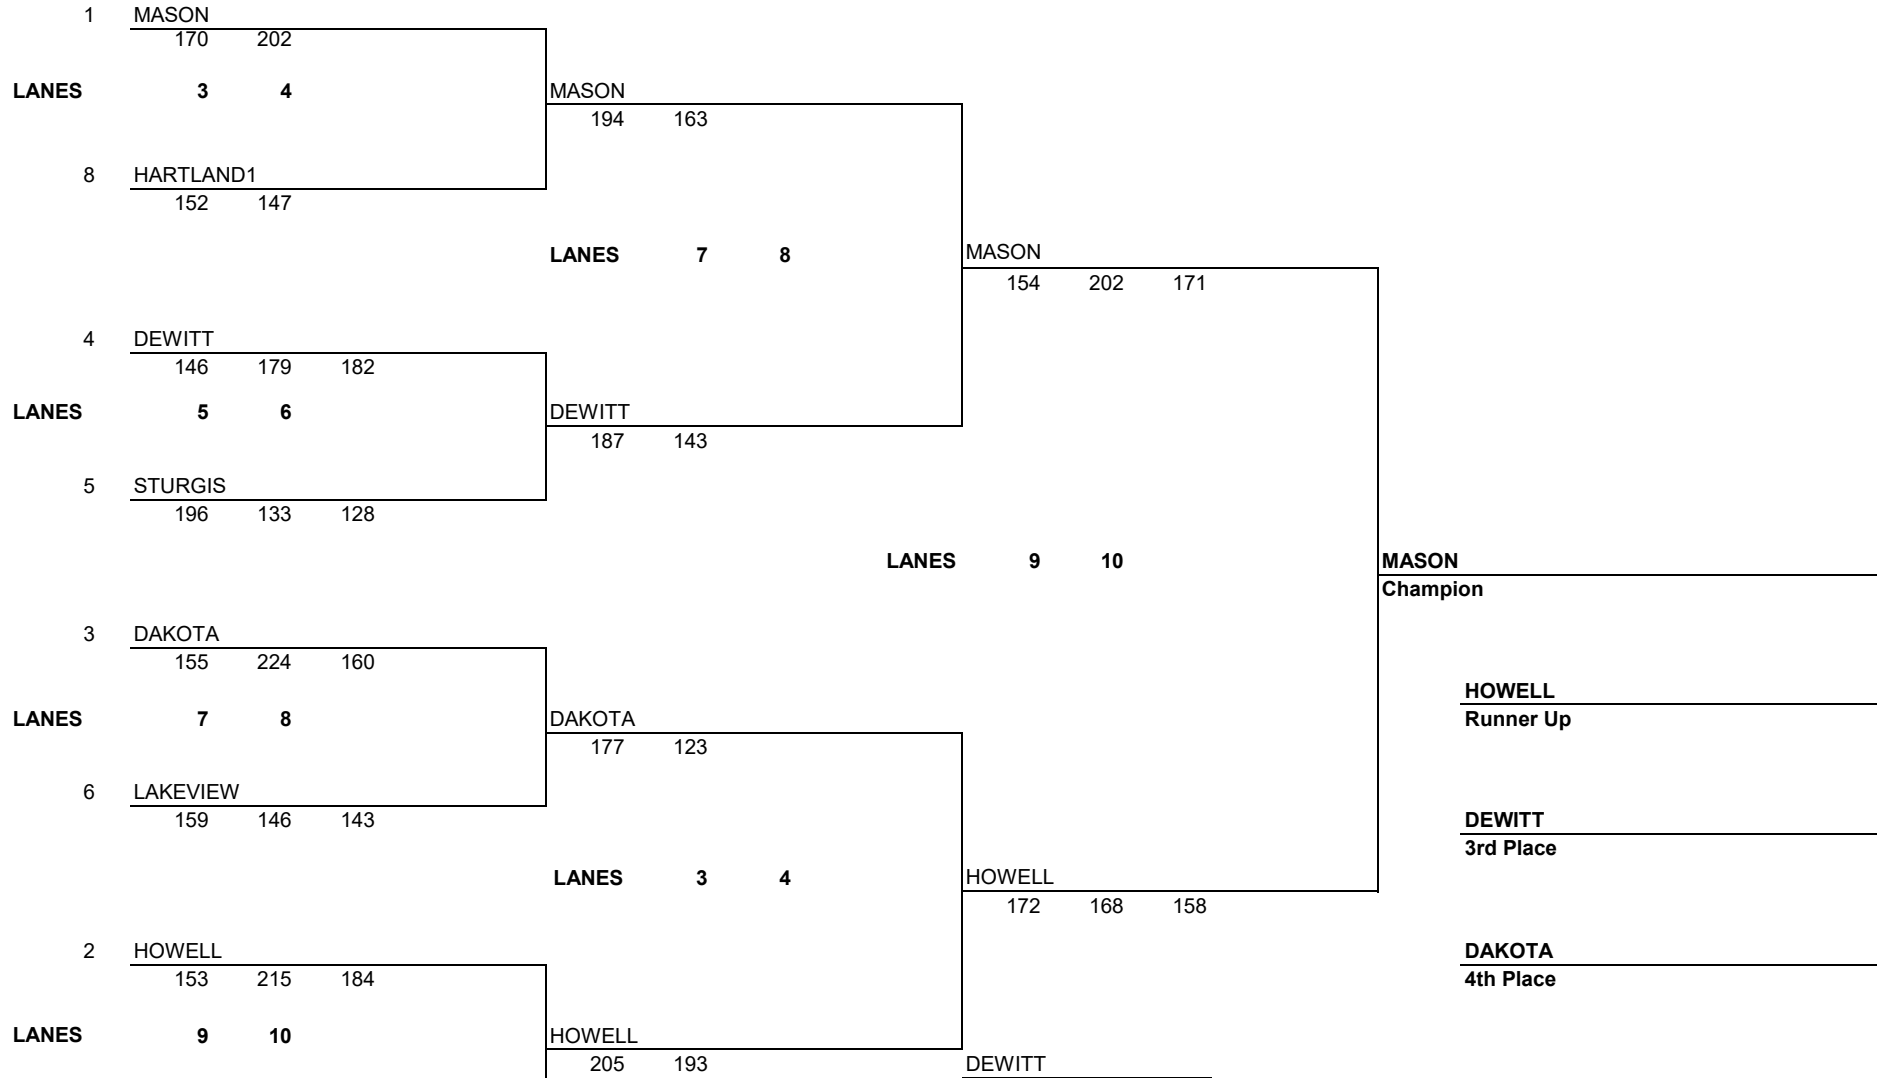 1 MASON
170 202
LANES 3 4 MASON
194 163
8 HARTLAND1
152 147
LANES 7 8 MASON
154 202 171
4 DEWITT
146 179 182
LANES 5 6 DEWITT
187 143
5 STURGIS
196 133 128
LANES 9 10 MASON
Champion
3 DAKOTA
155 224 160
HOWELL
LANES 7 8 DAKOTA Runner Up
177 123
6 LAKEVIEW
159 146 143 DEWITT
3rd Place
LANES 3 4 HOWELL
172 168 158
2 HOWELL DAKOTA
153 215 184 4th Place
LANES 9 10 HOWELL
205 193 DEWITT